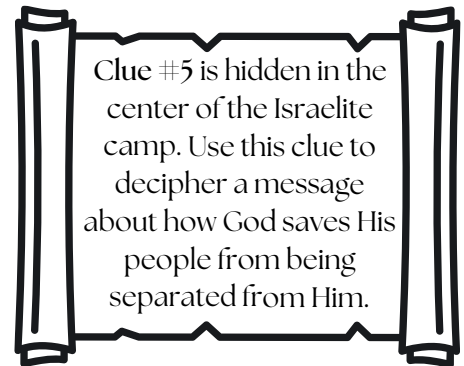 Clue #5 is hidden in the
center of the Israelite
camp. Use this clue to
decipher a message
about how God saves His
people from being
separated from Him.